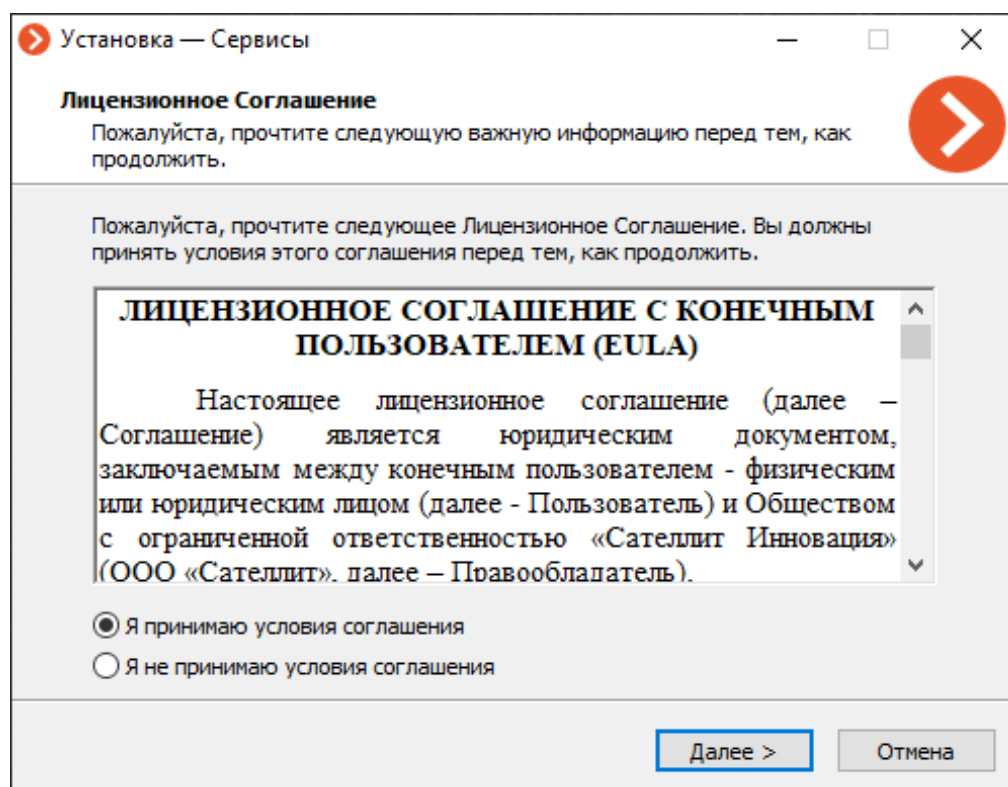 Установка — Сервисы
Лицензионное Соглашение
Пожалуйста, прочтите следующую важную информацию перед тем, как
продолжить.
Пожалуйста, прочтите следующее Лицензионное Соглашение. Вы должны
принять условия этого соглашения перед тем, как продолжить.
ЛИЦЕНЗИОННОЕ СОГЛАШЕНИЕ С КОНЕЧНЫМ
ПОЛЬЗОВАТЕЛЕМ (EULA)
Настоящее лицензионное соглашение (далее –
Соглашение) является юридическим документом,
заключаемым между конечным пользователем - физическим
или юридическим лицом (далее - Пользователь) и Обществом
с ограниченной ответственностью «Сателлит Инновация»
(ООО «Сателлит», далее – Правообладатель).
Я принимаю условия соглашения
Я не принимаю условия соглашения
Далее >
Отмена